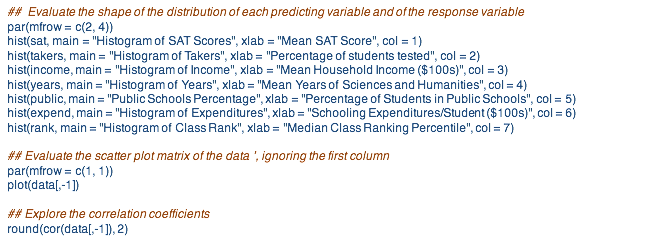 ## Evaluate the shape of the distribution of each predicting variable and of the response variable
par(mfrow = c(2, 4))
hist(sat, main = "Histogram of SAT Scores", xlab = "Mean SAT Score", col = 1)
hist(takers, main = "Histogram of Takers", xlab = "Percentage of students tested", col = 2)
hist(income, main = "Histogram of Income", xlab = "Mean Household Income ($100s)", col = 3)
hist(years, main = "Histogram of Years", xlab = "Mean Years of Sciences and Humanities", col = 4)
hist(public, main = "Public Schools Percentage", xlab = "Percentage of Students in Public Schools", col = 5)
hist(expend, main = "Histogram of Expenditures", xlab = "Schooling Expenditures/Student ($100s)", col = 6)
hist(rank, main = "Histogram of Class Rank", xlab = "Median Class Ranking Percentile", col = 7)
## Evaluate the scatter plot matrix of the data ', ignoring the first column
par(mfrow = c(1, 1))
plot(data[,-1])
## Explore the correlation coefficients
round(cor(data[,-1]), 2)